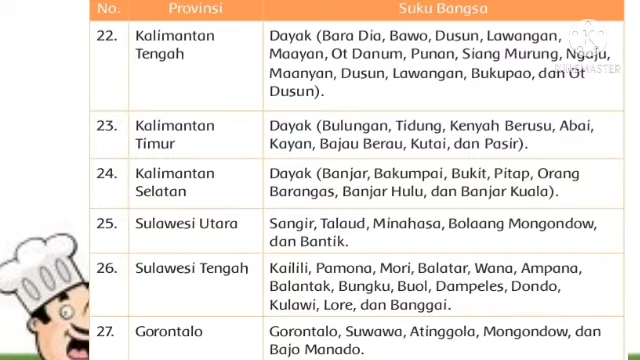 No. Provinsi Suku Bangsa
22. Kalimantan Dayak (Bara Dia, Bawo, Dusun, Lawangan,
Tengah Maayan, Ot Danum, Punan, Siang Murung, Ngaju,
Maanyan, Dusun, Lawangan, Bukupao, dan Ot
Dusun).
23. Kalimantan Dayak (Bulungan, Tidung, Kenyah Berusu, Abai,
Timur Kayan, Bajau Berau, Kutai, dan Pasir).
24. Kalimantan Dayak (Banjar, Bakumpai, Bukit, Pitap, Orang
Selatan Barangas, Banjar Hulu, dan Banjar Kuala).
25. Sulawesi Utara Sangir, Talaud, Minahasa, Bolaang Mongondow,
dan Bantik.
26. Sulawesi Tengah Kailili, Pamona, Mori, Balatar, Wana, Ampana,
Balantak, Bungku, Buol, Dampeles, Dondo,
Kulawi, Lore, dan Banggai.
27. Gorontalo Gorontalo, Suwawa, Atinggola, Mongondow, dan
Bajo Manado.
KINEMASTER